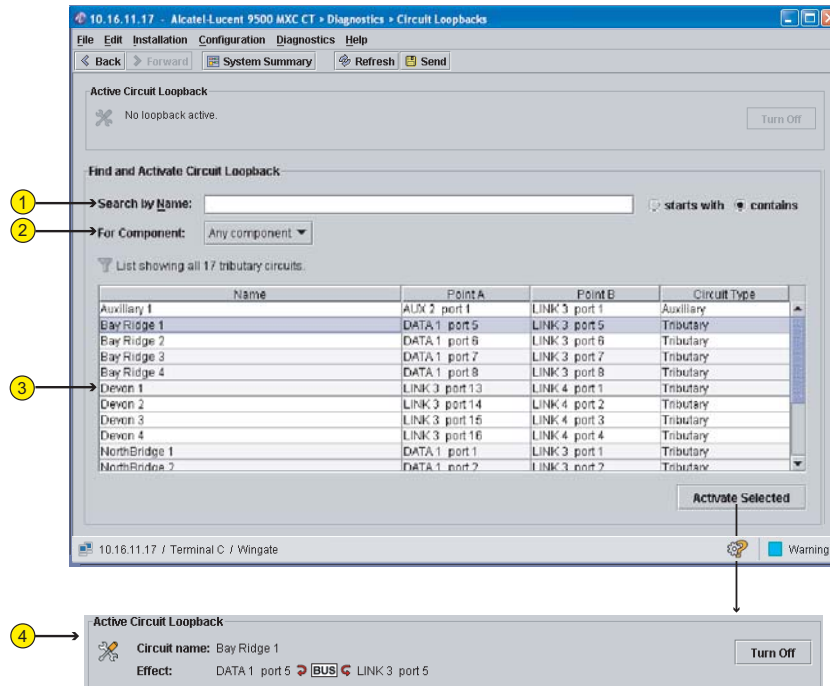 10.16.11.17 - Alcatel-Lucent 9500 MXC CT > Diagnostics > Circuit Loopbacks
File Edit Installation Configuration Diagnostics Help
Back Forward System Summary Refresh Send
Active Circuit Loopback
No loopback active.
Turn Off
Find and Activate Circuit Loopback
1 Search by Name: starts with contains
2 For Component: Any component
List showing all 17 tributary circuits.
Name Point A Point B Circuit Type
Auxiliary 1 AUX 2 port 1 LINK 3 port 1 Auxiliary
Bay Ridge 1 DATA 1 port 5 LINK 3 port 5 Tributary
Bay Ridge 2 DATA 1 port 6 LINK 3 port 6 Tributary
Bay Ridge 3 DATA 1 port 7 LINK 3 port 7 Tributary
Bay Ridge 4 DATA 1 port 8 LINK 3 port 8 Tributary
3 Devon 1 LINK 3 port 13 LINK 4 port 1 Tributary
Devon 2 LINK 3 port 14 LINK 4 port 2 Tributary
Devon 3 LINK 3 port 15 LINK 4 port 3 Tributary
Devon 4 LINK 3 port 16 LINK 4 port 4 Tributary
NorthBridge 1 DATA 1 port 1 LINK 3 port 1 Tributary
NorthBridge 2 DATA 1 port 2 LINK 3 port 2 Tributary
Activate Selected
10.16.11.17 / Terminal C / Wingate Warning
Active Circuit Loopback
4 Circuit name: Bay Ridge 1
Turn Off
Effect: DATA 1 port 5 BUS LINK 3 port 5